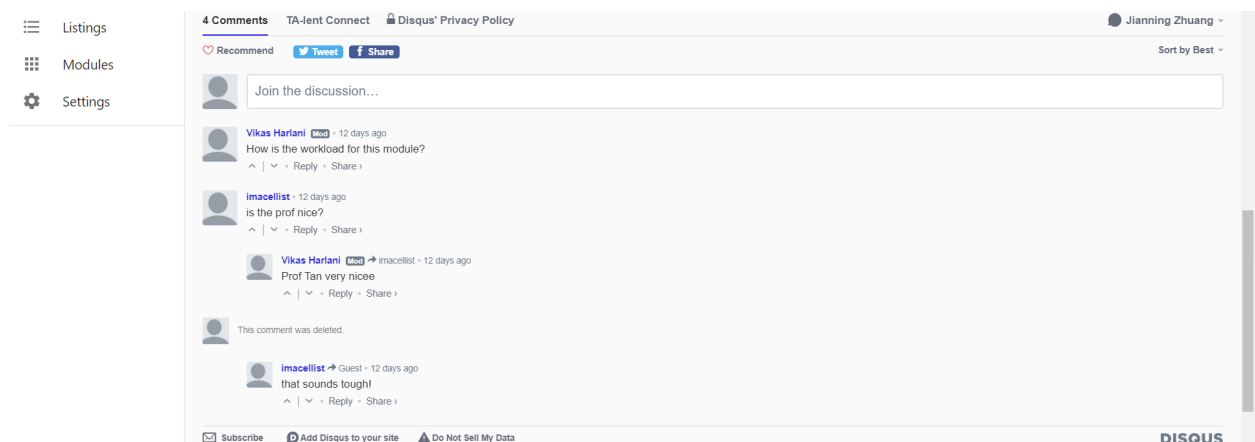 Listings
Modules
Settings
4 Comments TA-lent Connect Disqus' Privacy Policy Jianning Zhuang
Recommend Tweet f Share Sort by Best
Join the discussion…
Vikas Harlani Mod • 12 days ago
How is the workload for this module?
Reply • Share ›
imacellist • 12 days ago
is the prof nice?
Reply • Share ›
Vikas Harlani Mod imacellist • 12 days ago
Prof Tan very nicee
Reply • Share ›
This comment was deleted.
imacellist Guest • 12 days ago
that sounds tough!
Reply • Share ›
Subscribe Add Disqus to your site Do Not Sell My Data DISQUS